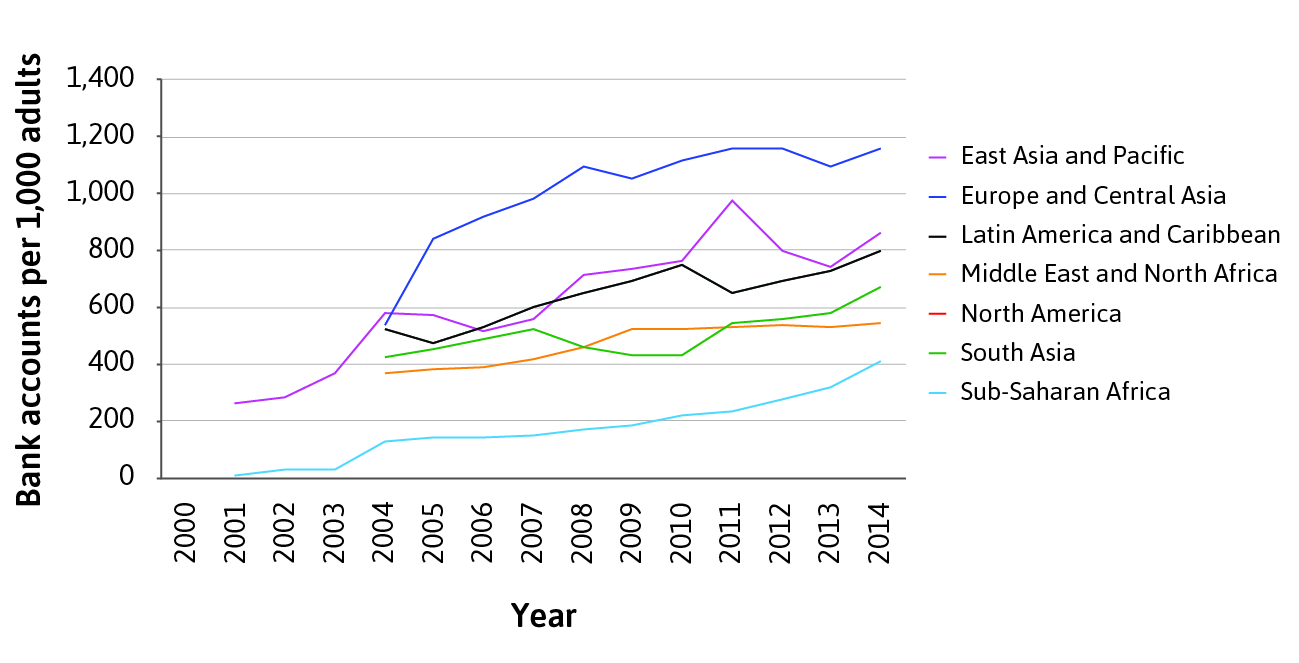 Bank accounts per 1,000 adults
1,400
1,200
1,000
800
600
400
200
0
2000
2001
2002
2003
2004
2005
2006
2007
2008
2009
2010
2011
2012
2013
2014
Year
East Asia and Pacific
Europe and Central Asia
Latin America and Caribbean
Middle East and North Africa
North America
South Asia
Sub-Saharan Africa